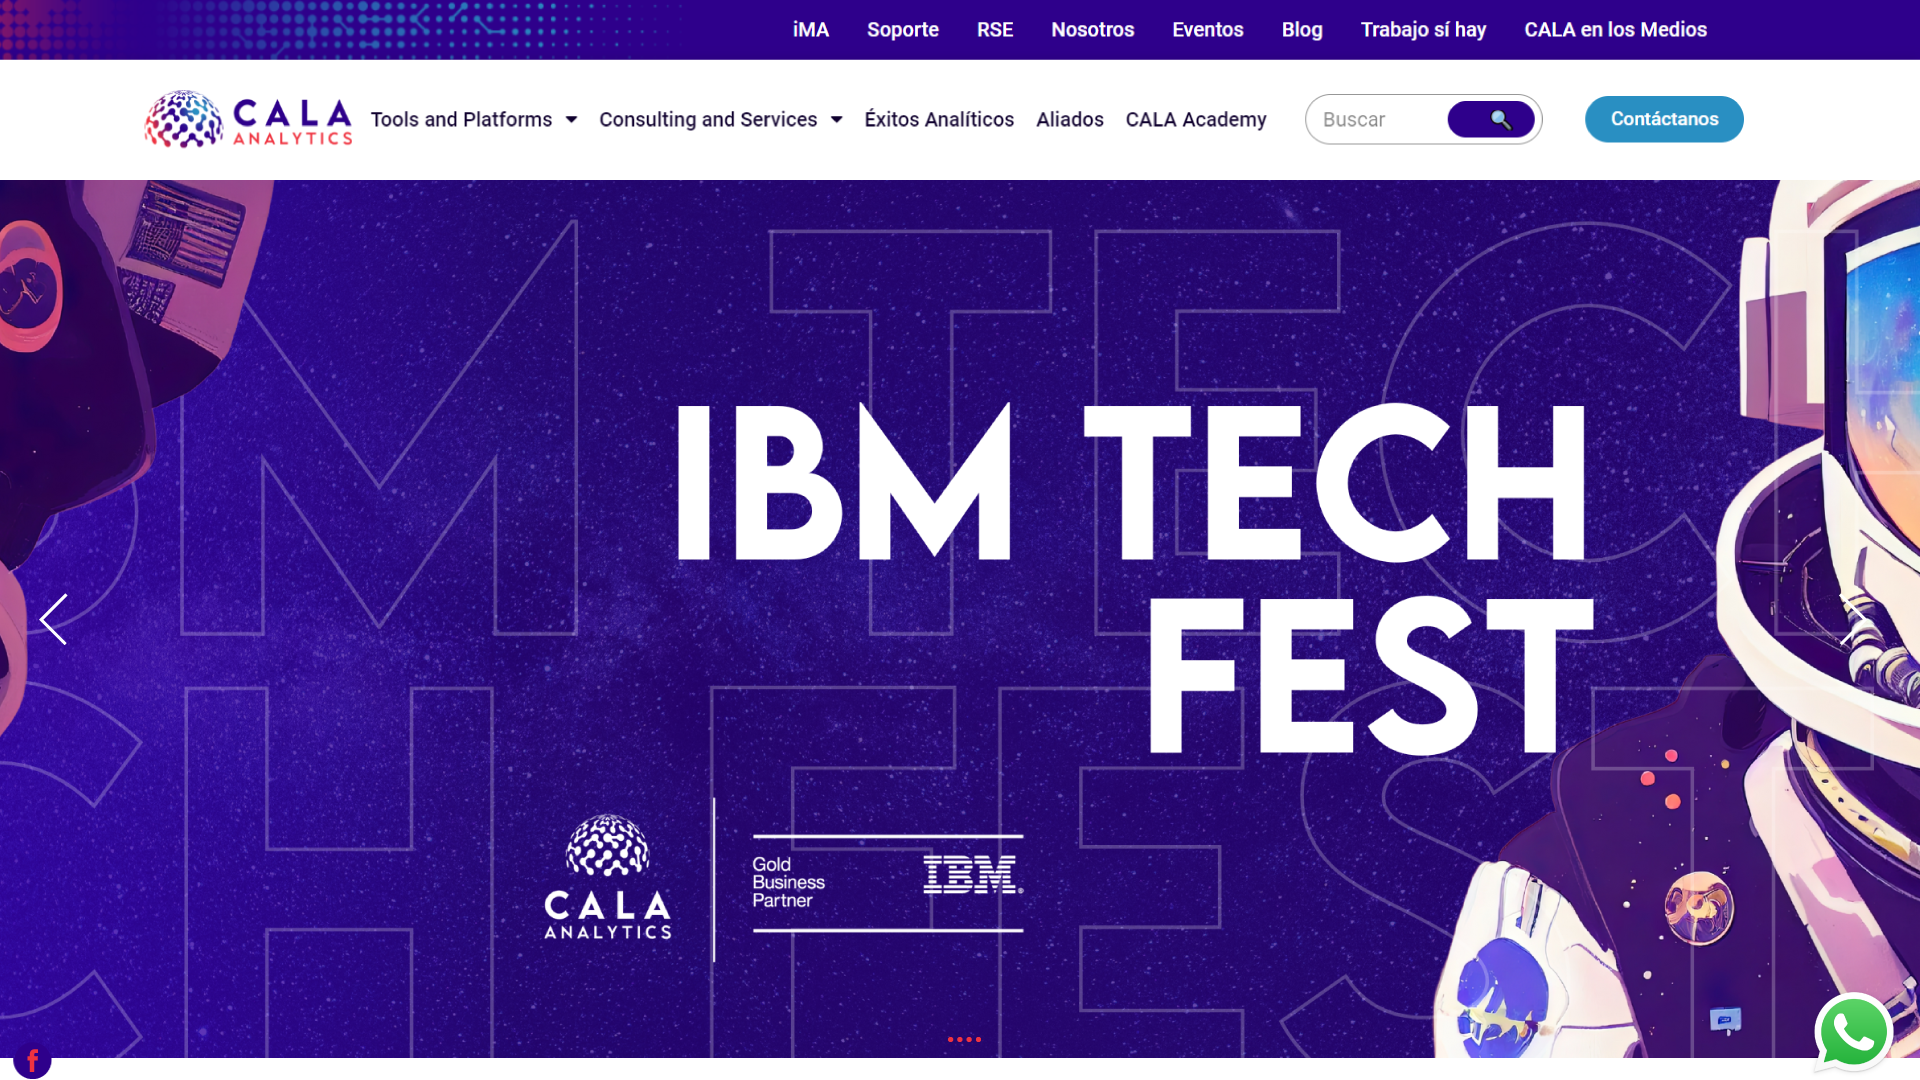 iMA Soporte RSE Nosotros Eventos Blog Trabajo sí hay CALA en los Medios
CALA
ANALYTICS
Tools and Platforms Consulting and Services Éxitos Analíticos Aliados CALA Academy Buscar Contáctanos
IBM TECH
FEST
CALA
ANALYTICS
Gold
Business
Partner
IBM®